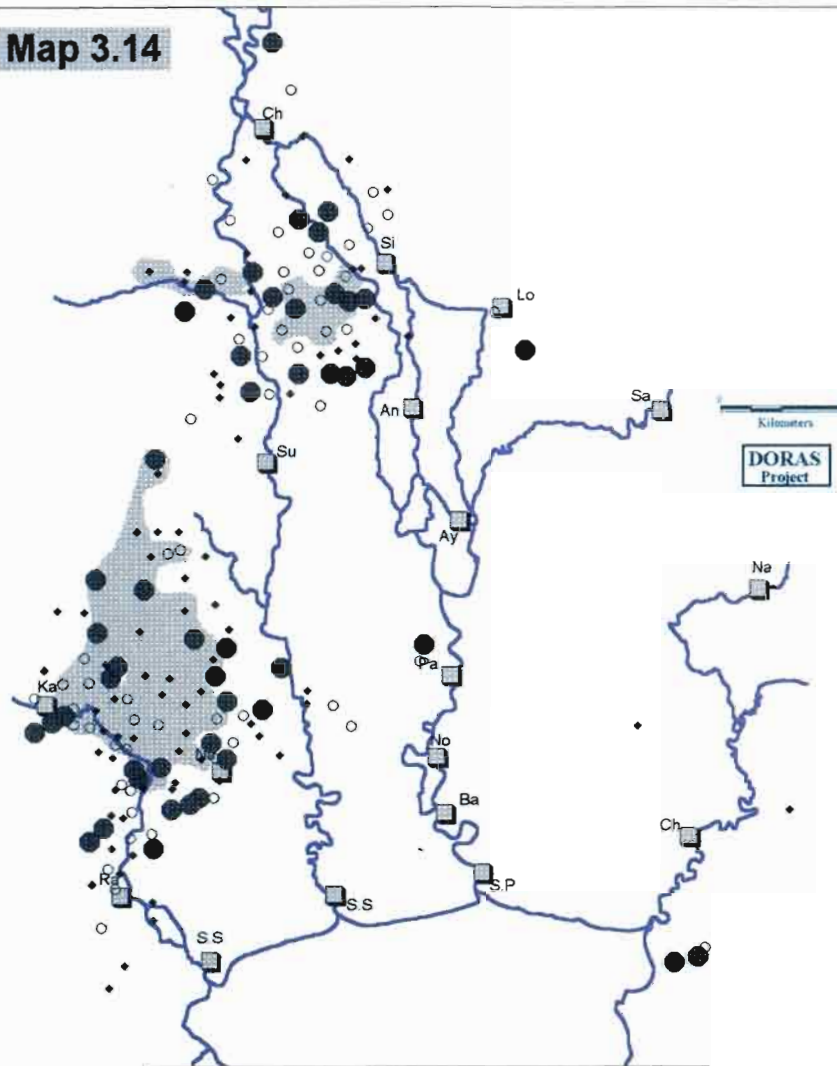 Map 3.14
Ch
Si
Lo
An
Sa
Kilometers
DORAS
Project
Su
Ay
Na
Pa
Ka
No
Ba
Ch
Ra
S.S
S.P
S.S